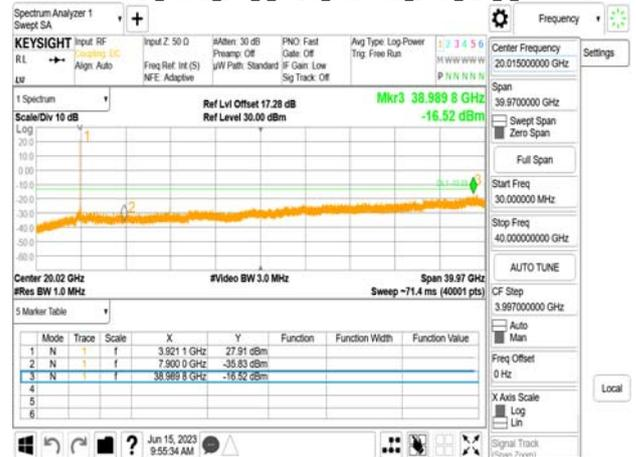 Spectrum Analyzer 1
Swept SA
Frequency
KEYSIGHT
Input: RF
Coupling: DC
Align: Auto
Input Z: 50 Ω
Freq Ref: Int (S)
NFE: Adaptive
#Atten: 30 dB
Preamp: Off
µW Path: Standard
PNO: Fast
Gate: Off
IF Gain: Low
Sig Track: Off
Avg Type: Log-Power
Trig: Free Run
1 2 3 4 5 6
M W W W W W
P N N N N N
RL
Center Frequency
20.015000000 GHz
Settings
Span
39.9700000 GHz
Swept Span
Zero Span
Full Span
Start Freq
30.000000 MHz
Stop Freq
40.000000000 GHz
AUTO TUNE
CF Step
3.997000000 GHz
Auto
Man
Freq Offset
0 Hz
X Axis Scale
Log
Lin
Signal Track
(Span Zoom)
Local
1 Spectrum
Scale/Div 10 dB
Log
Ref Lvl Offset 17.28 dB
Ref Level 30.00 dBm
Mkr3 38.989 8 GHz
-16.52 dBm
20.0
10.0
0.00
-10.0
-20.0
-30.0
-40.0
-50.0
-60.0
1
2
3
Center 20.02 GHz
#Res BW 1.0 MHz
#Video BW 3.0 MHz
Span 39.97 GHz
Sweep ~71.4 ms (40001 pts)
5 Marker Table
Mode Trace Scale X Y Function Function Width Function Value
1 N 1 f 3.921 1 GHz 27.91 dBm
2 N 1 f 7.900 0 GHz -35.83 dBm
3 N 1 f 38.989 8 GHz -16.52 dBm
4
5
6
?
Jun 15, 2023
9:55:34 AM